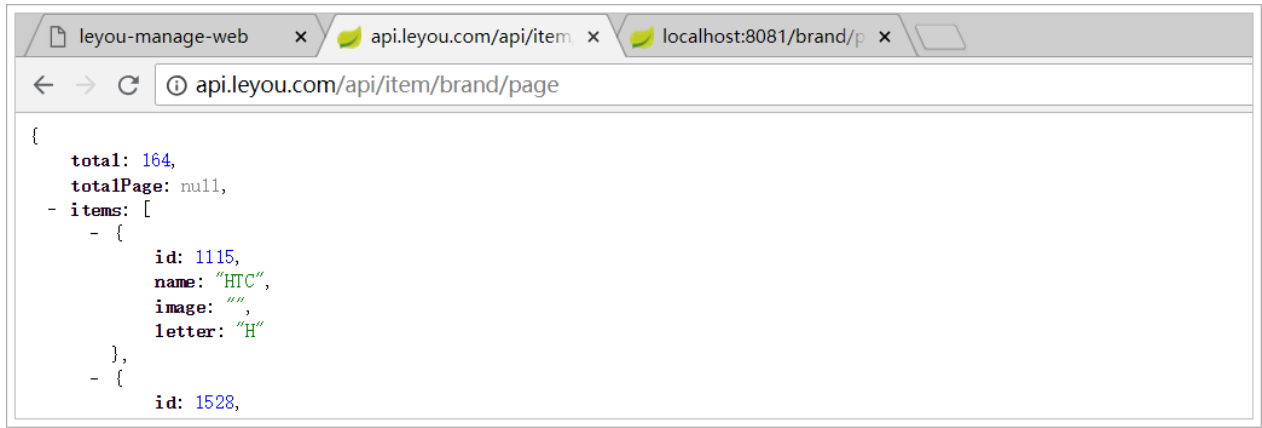 leyou-manage-web × api.leyou.com/api/item × localhost:8081/brand/p ×
api.leyou.com/api/item/brand/page
{
total: 164,
totalPage: null,
- items: [
- {
id: 1115,
name: "HTC",
image: "",
letter: "H"
},
- {
id: 1528,